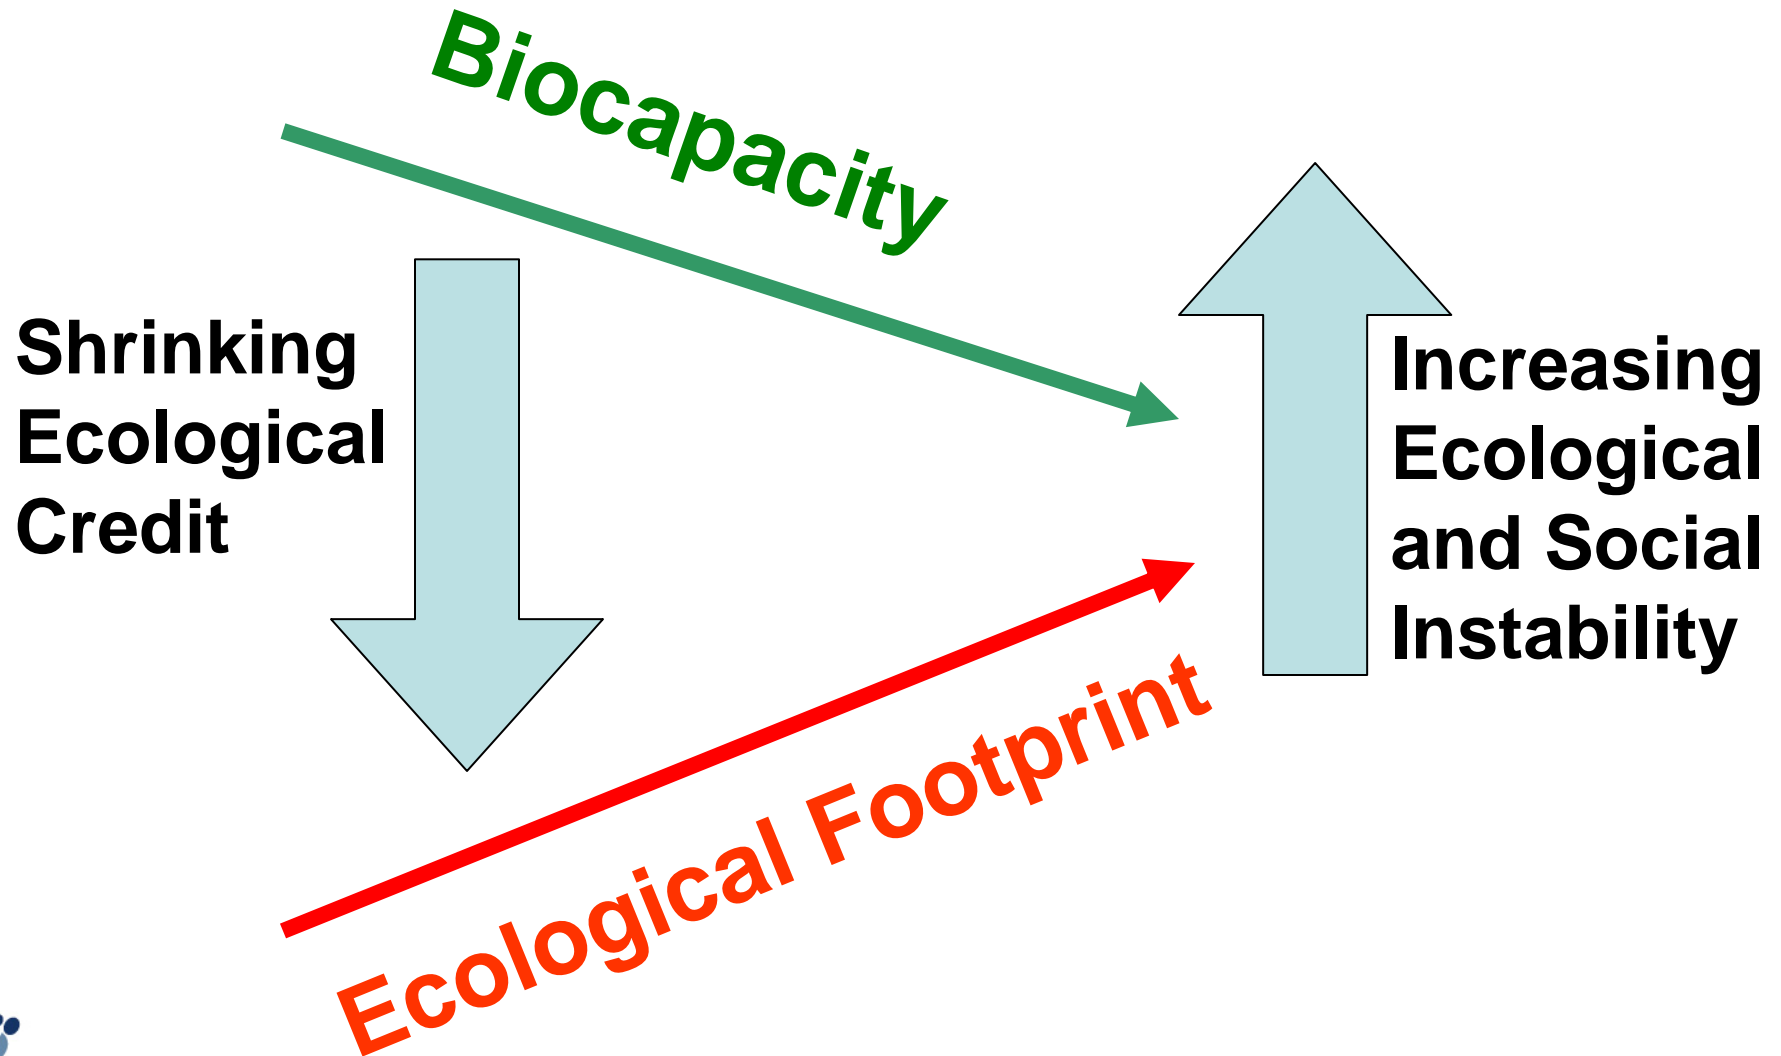 Biocapacity
Shrinking
Ecological
Credit
Increasing
Ecological
and Social
Instability
Ecological Footprint